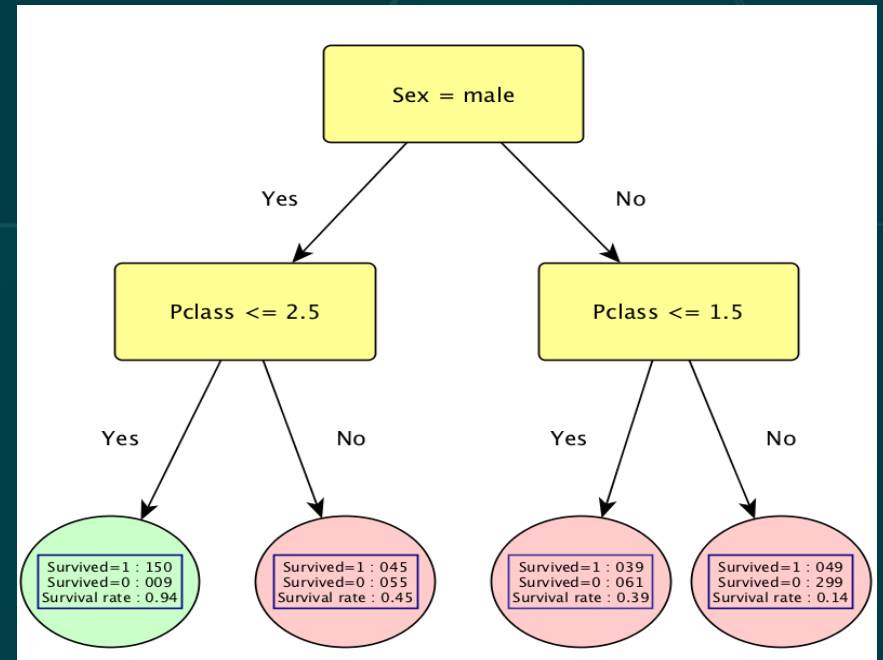 Sex = male
Yes
No
Pclass <= 2.5
Pclass <= 1.5
Yes
No
Yes
No
Survived=1 : 150
Survived=0 : 009
Survival rate : 0.94
Survived=1 : 045
Survived=0 : 055
Survival rate : 0.45
Survived=1 : 039
Survived=0 : 061
Survival rate : 0.39
Survived=1 : 049
Survived=0 : 299
Survival rate : 0.14